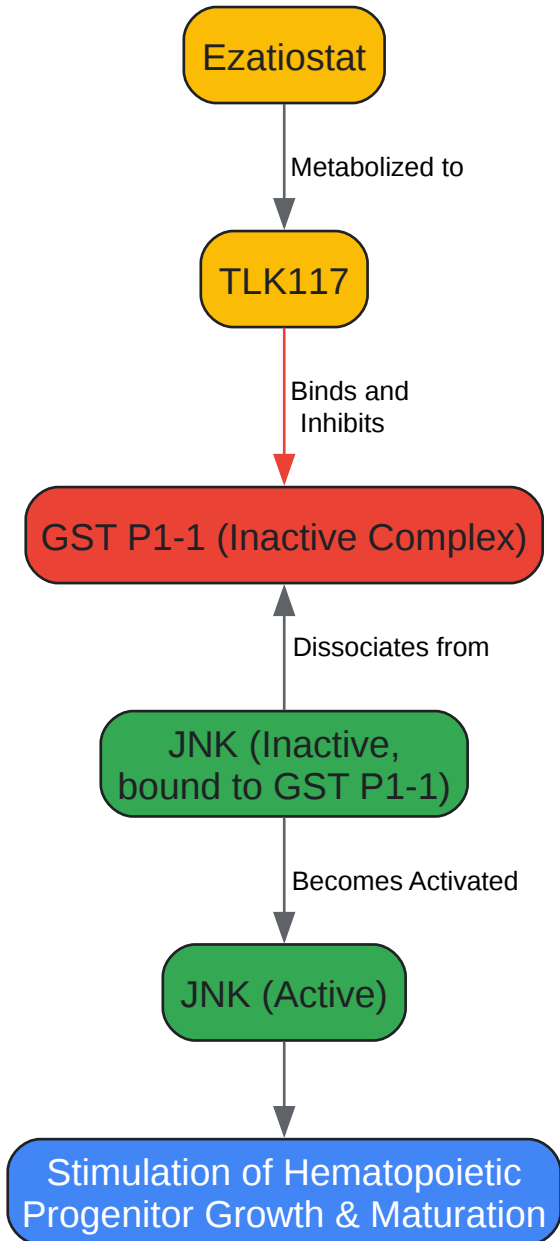 Ezatiostat
Metabolized to
TLK117
Binds and
Inhibits
GST P1-1 (Inactive Complex)
Dissociates from
JNK (Inactive,
bound to GST P1-1)
Becomes Activated
JNK (Active)
Stimulation of Hematopoietic
Progenitor Growth & Maturation